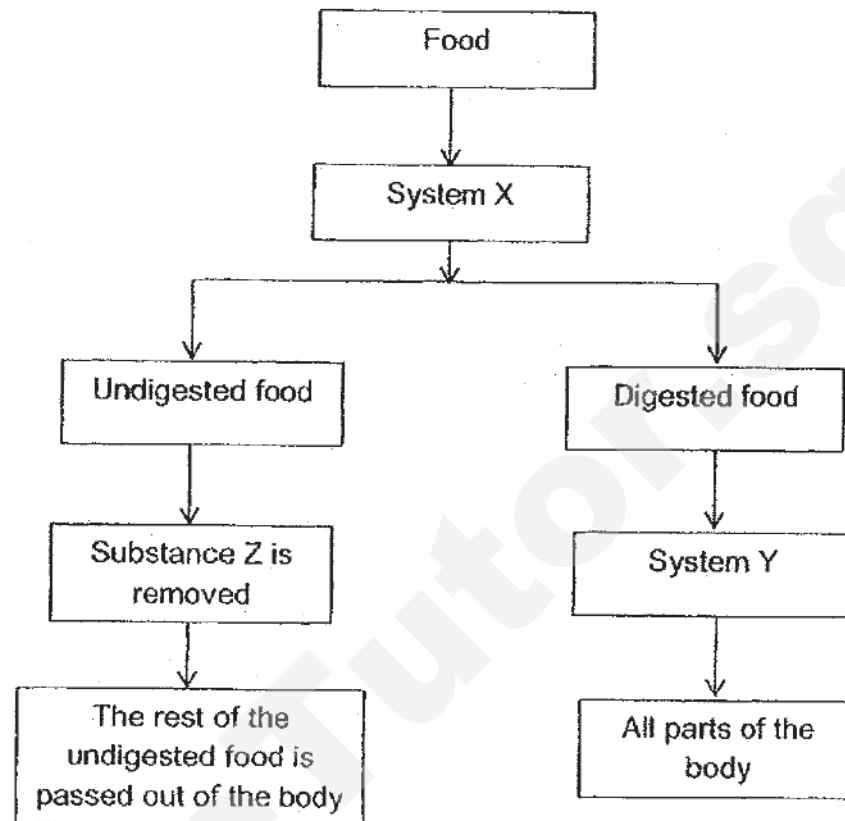 Food
System X
Undigested food
Digested food
Substance Z is
removed
System Y
The rest of the
undigested food is
passed out of the body
All parts of the
body
Tutor.s